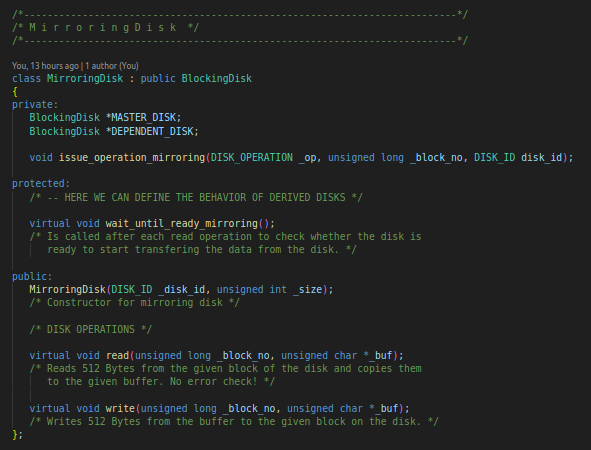 /*--------------------------------------------------------------------------*/
/* M i r r o r i n g D i s k  */
/*--------------------------------------------------------------------------*/
You, 13 hours ago | 1 author (You)
class MirroringDisk : public BlockingDisk
{
private:
   BlockingDisk *MASTER_DISK;
   BlockingDisk *DEPENDENT_DISK;

   void issue_operation_mirroring(DISK_OPERATION _op, unsigned long _block_no, DISK_ID disk_id);

protected:
   /* -- HERE WE CAN DEFINE THE BEHAVIOR OF DERIVED DISKS */

   virtual void wait_until_ready_mirroring();
   /* Is called after each read operation to check whether the disk is
      ready to start transfering the data from the disk. */

public:
   MirroringDisk(DISK_ID _disk_id, unsigned int _size);
   /* Constructor for mirroring disk */

   /* DISK OPERATIONS */

   virtual void read(unsigned long _block_no, unsigned char *_buf);
   /* Reads 512 Bytes from the given block of the disk and copies them
      to the given buffer. No error check! */

   virtual void write(unsigned long _block_no, unsigned char *_buf);
   /* Writes 512 Bytes from the buffer to the given block on the disk. */
};